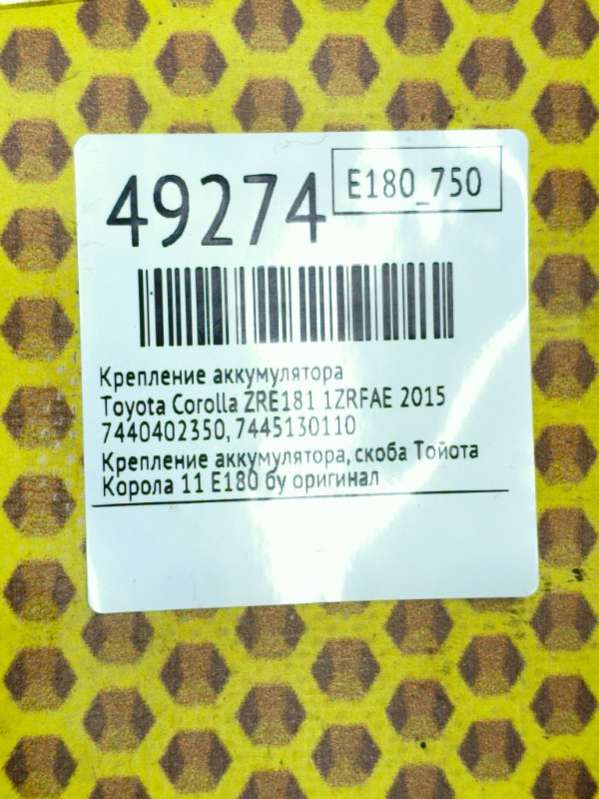 49274
E180_750
Крепление аккумулятора
Toyota Corolla ZRE181 1ZRFAE 2015
7440402350, 7445130110
Крепление аккумулятора, скоба Тойота
Корола 11 E180 бу оригинал